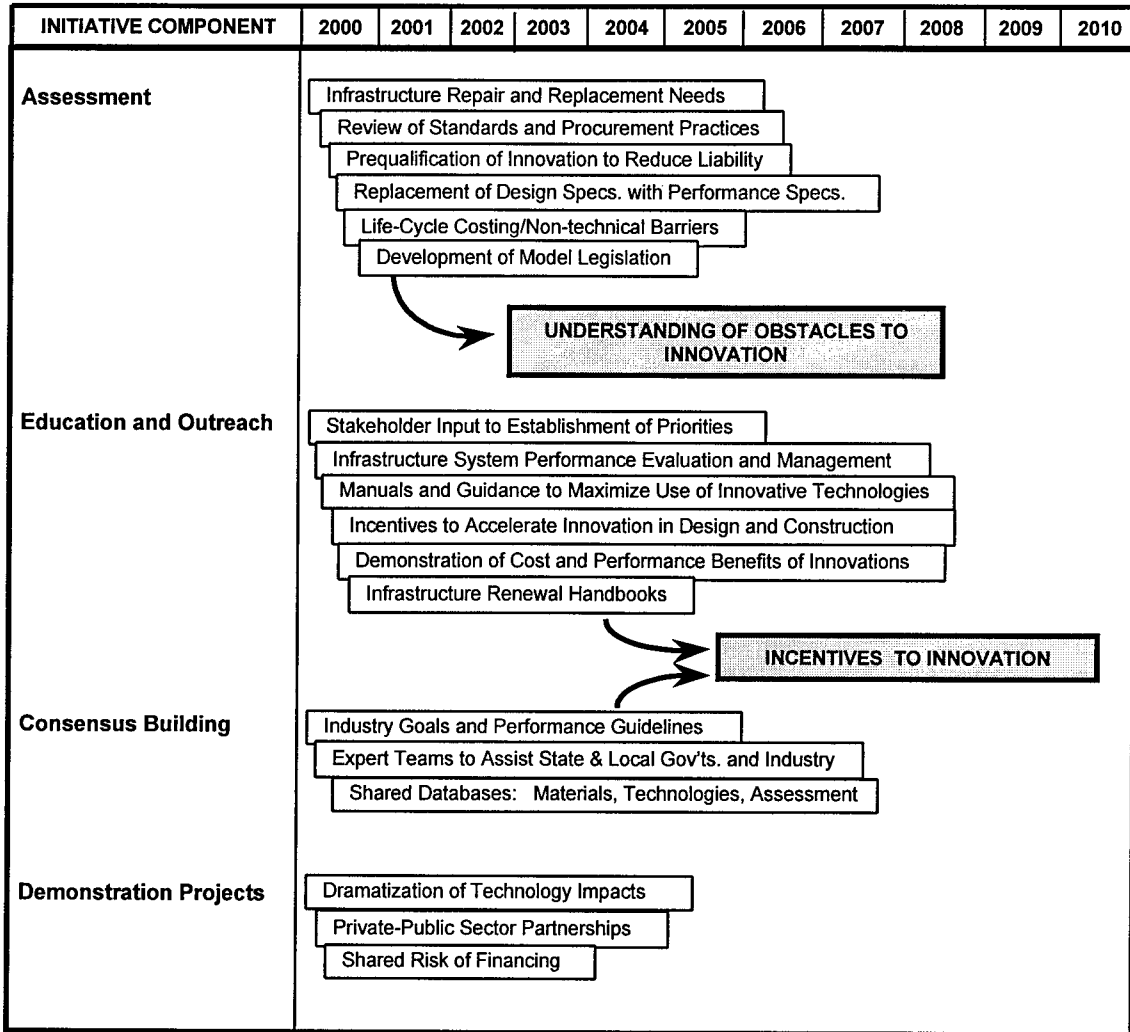 INITIATIVE COMPONENT 2000 2001 2002 2003 2004 2005 2006 2007 2008 2009 2010
Assessment
Infrastructure Repair and Replacement Needs
Review of Standards and Procurement Practices
Prequalification of Innovation to Reduce Liability
Replacement of Design Specs. with Performance Specs.
Life-Cycle Costing/Non-technical Barriers
Development of Model Legislation
UNDERSTANDING OF OBSTACLES TO
INNOVATION
Education and Outreach
Stakeholder Input to Establishment of Priorities
Infrastructure System Performance Evaluation and Management
Manuals and Guidance to Maximize Use of Innovative Technologies
Incentives to Accelerate Innovation in Design and Construction
Demonstration of Cost and Performance Benefits of Innovations
Infrastructure Renewal Handbooks
INCENTIVES TO INNOVATION
Consensus Building
Industry Goals and Performance Guidelines
Expert Teams to Assist State & Local Gov'ts. and Industry
Shared Databases: Materials, Technologies, Assessment
Demonstration Projects
Dramatization of Technology Impacts
Private-Public Sector Partnerships
Shared Risk of Financing